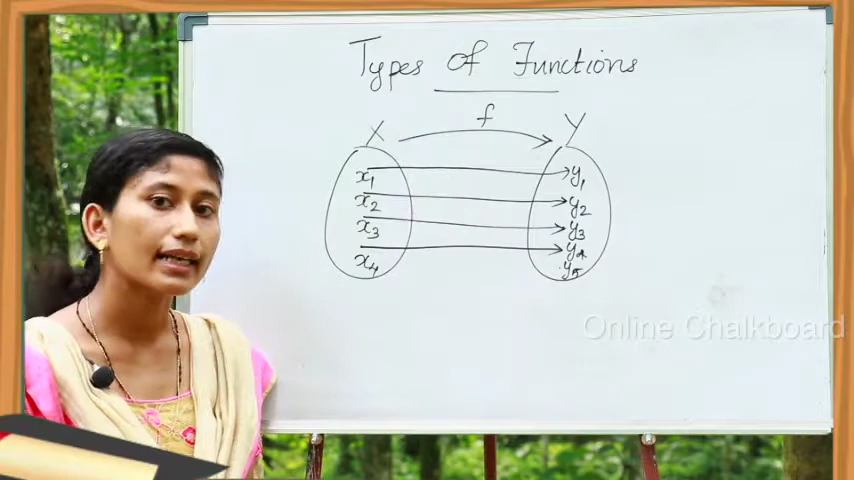 Types of Functions
f
X Y
x1 y1
x2 y2
x3 y3
x4 y4
y5
Online Chalkboard